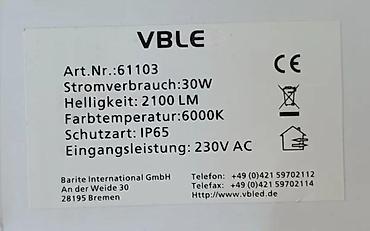 VBLE
Art.Nr.:61103
Stromverbrauch:30W
Helligkeit: 2100 LM
Farbtemperatur:6000K
Schutzart: IP65
Eingangsleistung: 230V AC
CE
Barite International GmbH
An der Weide 30
28195 Bremen
Telefon: +49 (0)421 59702112
Telefax: +49 (0)421 59702114
Http://www.vbled.de